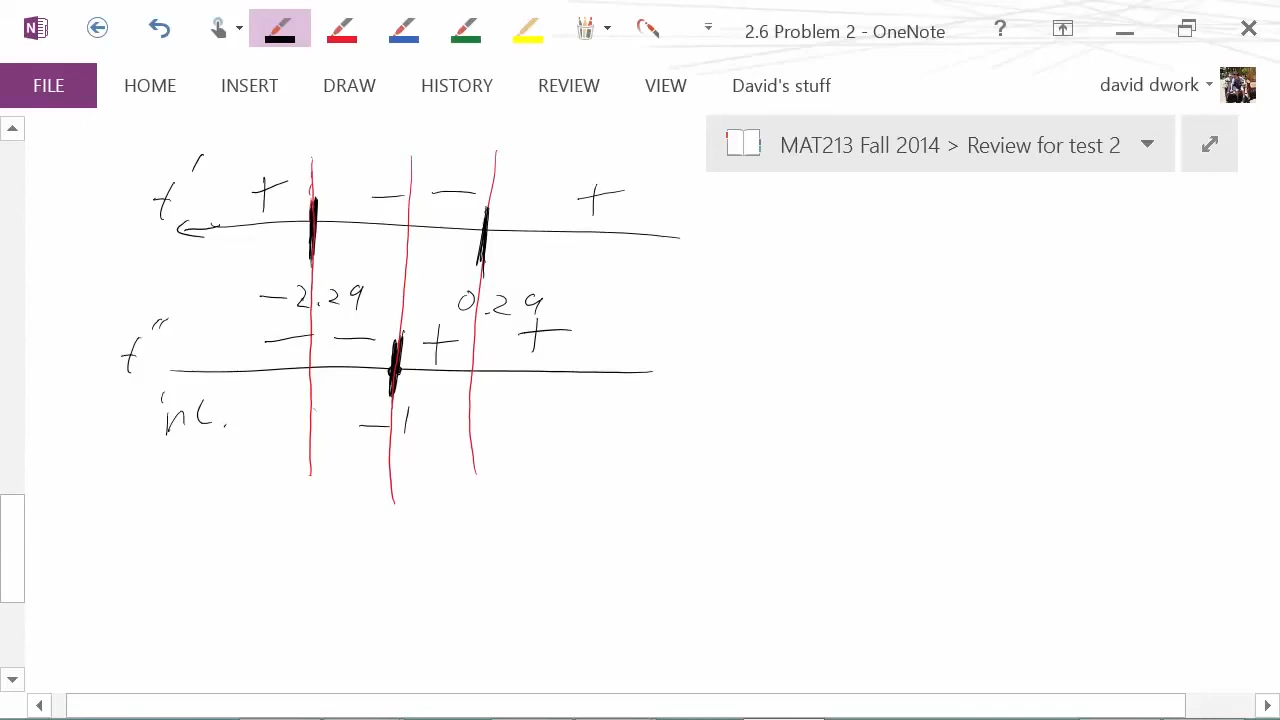 N
2.6 Problem 2 - OneNote
?
FILE HOME INSERT DRAW HISTORY REVIEW VIEW David's stuff david dwork
MAT213 Fall 2014 > Review for test 2
f' + - - +
-2.29 0.29
f" - - + +
inc. -1